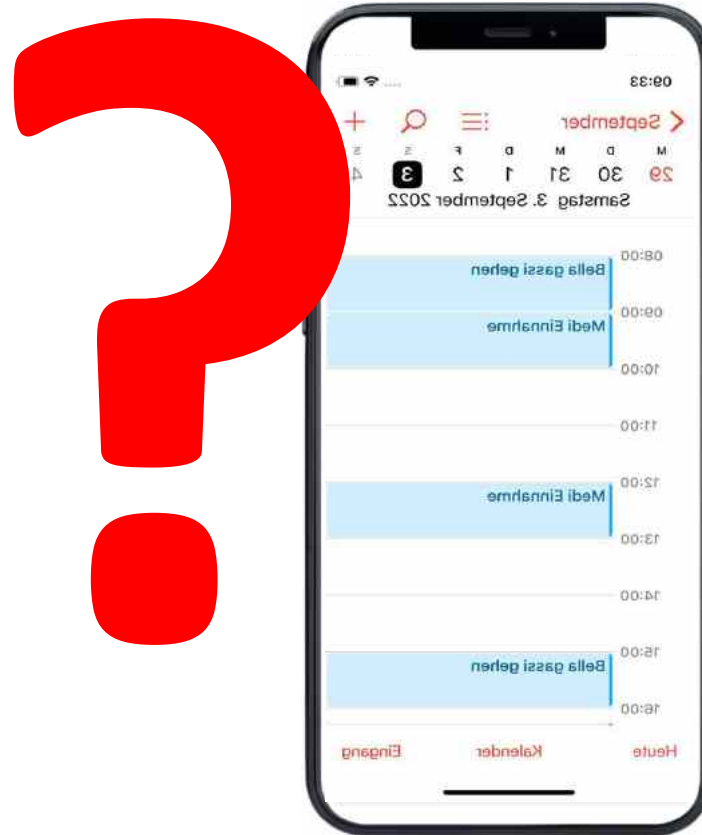 ?
09:33
September
M D M D F S S
29 30 31 1 2 3 4
Samstag 3. September 2022
08:00
Bella gassi gehen
09:00
Medi Einnahme
10:00
11:00
12:00
Medi Einnahme
13:00
14:00
15:00
Bella gassi gehen
16:00
Heute Kalender Eingang